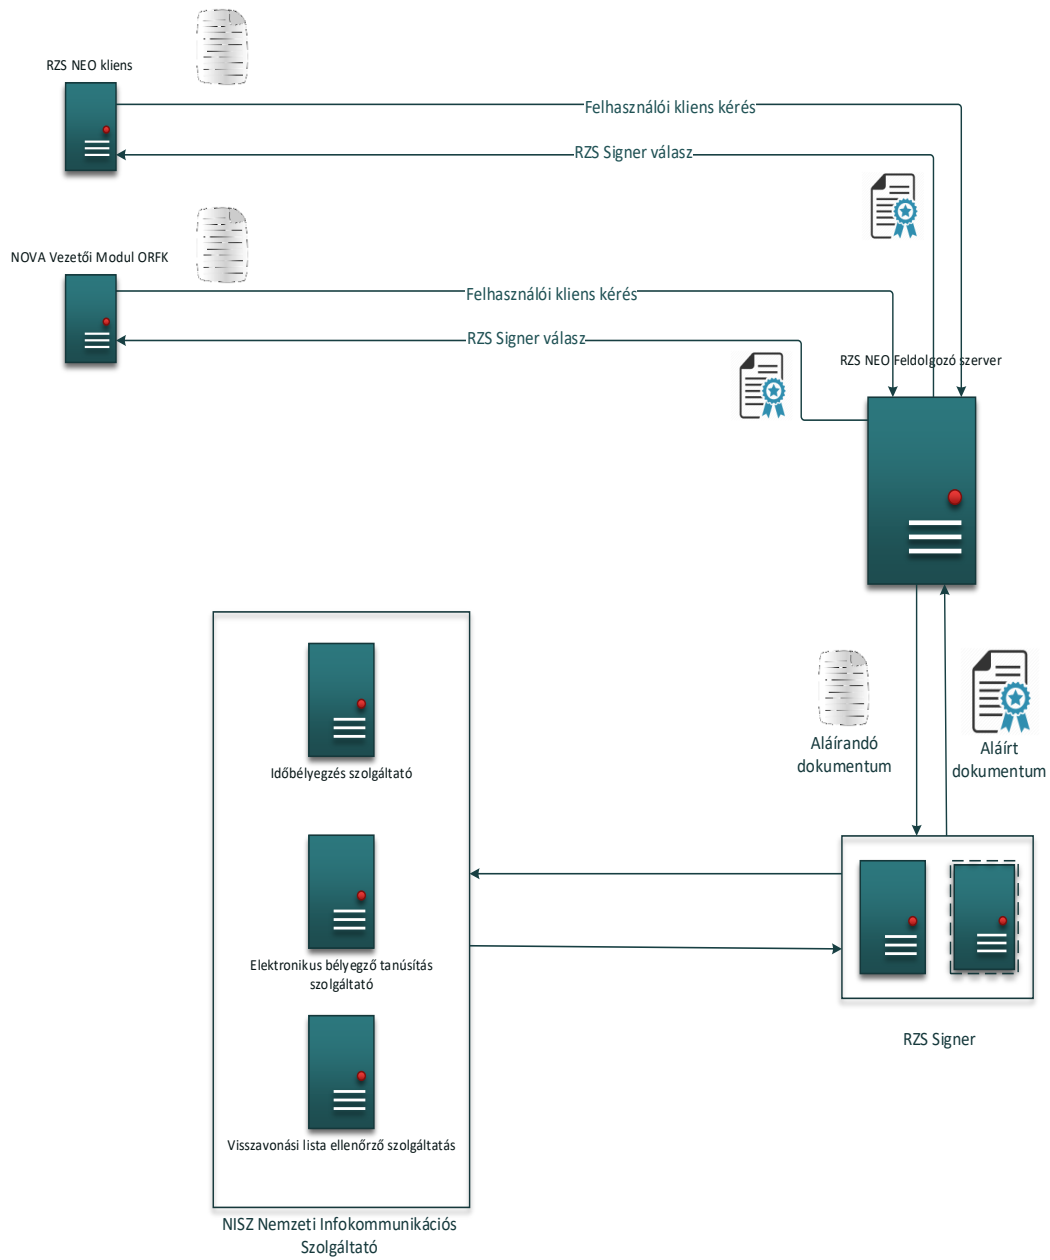 RZS NEO kliens
Felhasználói kliens kérés
RZS Signer válasz
NOVA Vezetői Modul ORFK
Felhasználói kliens kérés
RZS Signer válasz
RZS NEO Feldolgozó szerver
Aláírandó
dokumentum
Aláírt
dokumentum
Időbélyegzés szolgáltató
Elektronikus bélyegző tanúsítás
szolgáltató
RZS Signer
Visszavonási lista ellenőrző szolgáltatás
NISZ Nemzeti Infokommunikációs
Szolgáltató